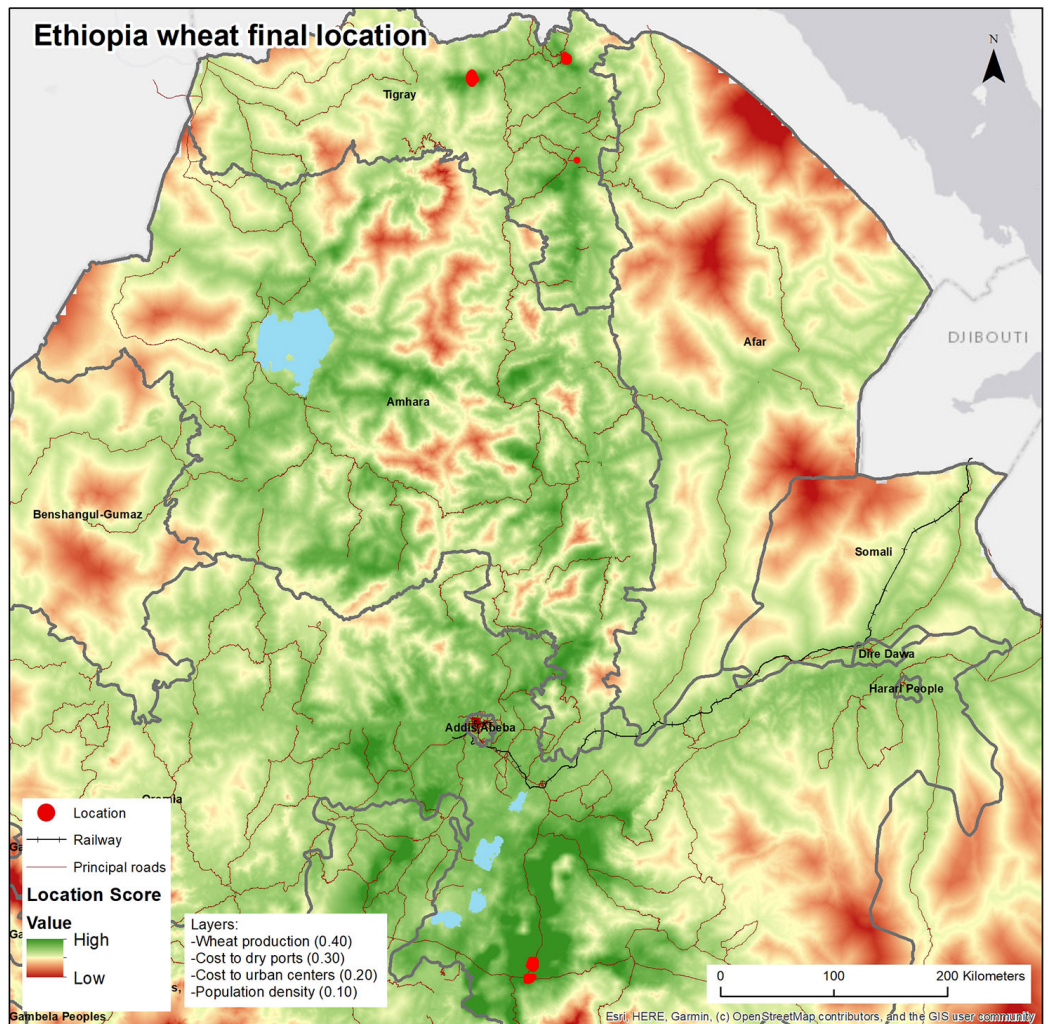 Ethiopia wheat final location
N
Tigray
Afar
DJIBOUTI
Amhara
Benshangul-Gumaz
Somali
Dire Dawa
Harari People
Addis Abeba
Oromia
Location
Railway
Principal roads
Location Score
Value
High
Low
Layers:
-Wheat production (0.40)
-Cost to dry ports (0.30)
-Cost to urban centers (0.20)
-Population density (0.10)
Ga
Ga
s,
Gambela Peoples
0 100 200 Kilometers
Esri, HERE, Garmin, (c) OpenStreetMap contributors, and the GIS user community